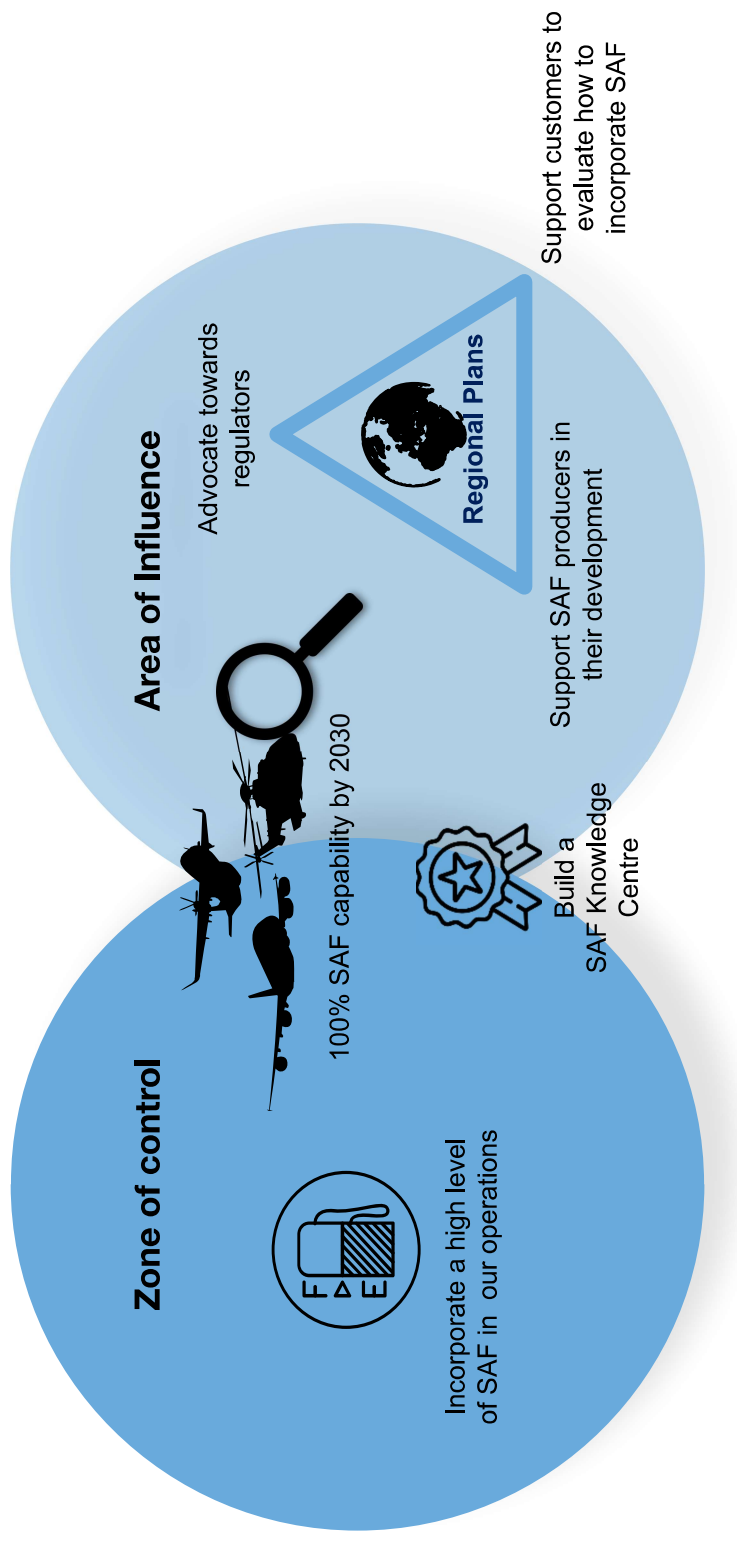 Zone of control
Area of Influence
F
E
Incorporate a high level
of SAF in our operations
100% SAF capability by 2030
Build a
SAF Knowledge
Centre
Advocate towards
regulators
Regional Plans
Support SAF producers in
their development
Support customers to
evaluate how to
incorporate SAF